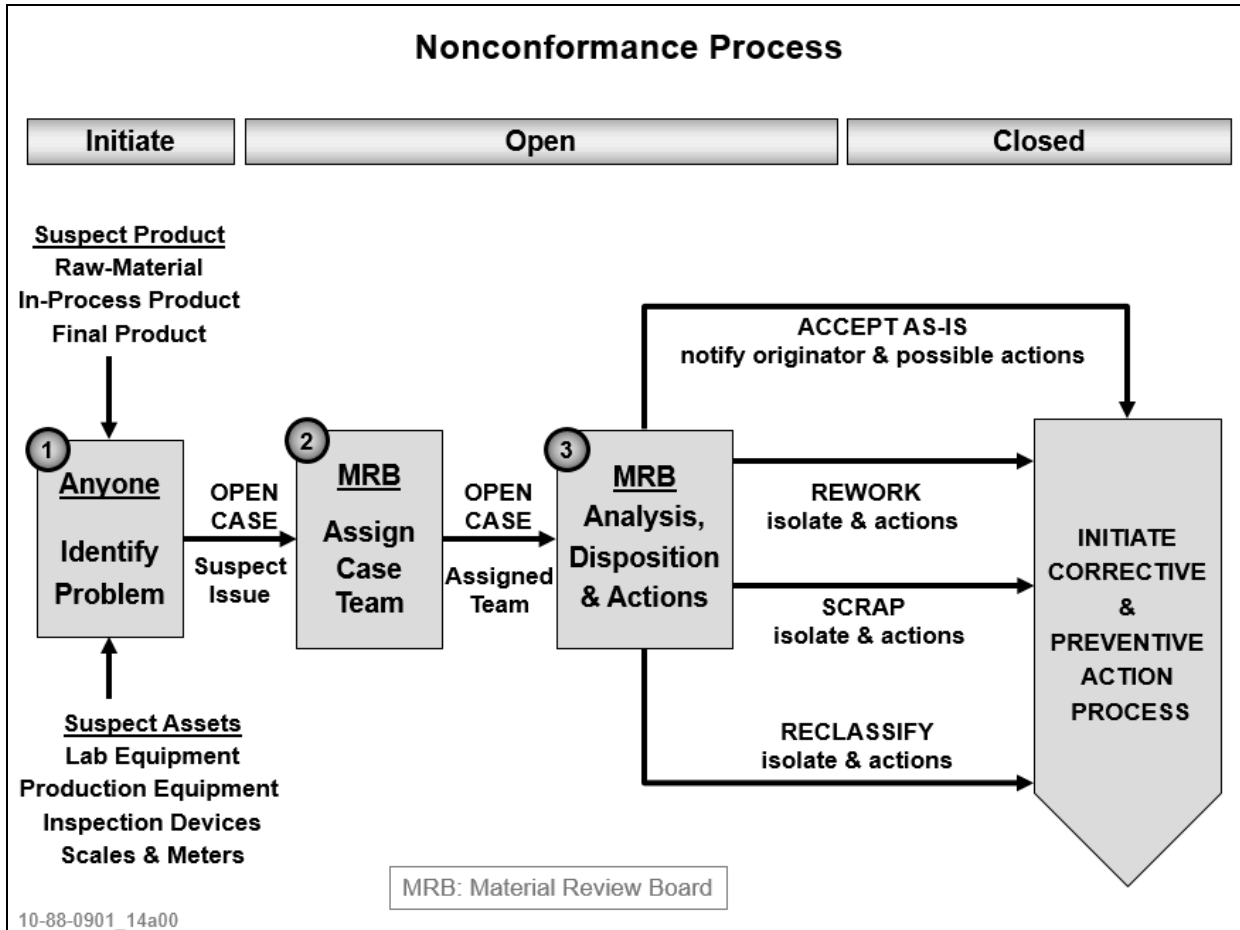 Nonconformance Process
Initiate
Open
Closed
Suspect Product
Raw-Material
In-Process Product
Final Product
1
Anyone
Identify
Problem
OPEN
CASE
Suspect
Issue
2
MRB
Assign
Case
Team
OPEN
CASE
Assigned
Team
3
MRB
Analysis,
Disposition
& Actions
ACCEPT AS-IS
notify originator & possible actions
REWORK
isolate & actions
SCRAP
isolate & actions
RECLASSIFY
isolate & actions
INITIATE
CORRECTIVE
&
PREVENTIVE
ACTION
PROCESS
Suspect Assets
Lab Equipment
Production Equipment
Inspection Devices
Scales & Meters
MRB: Material Review Board
10-88-0901_14a00